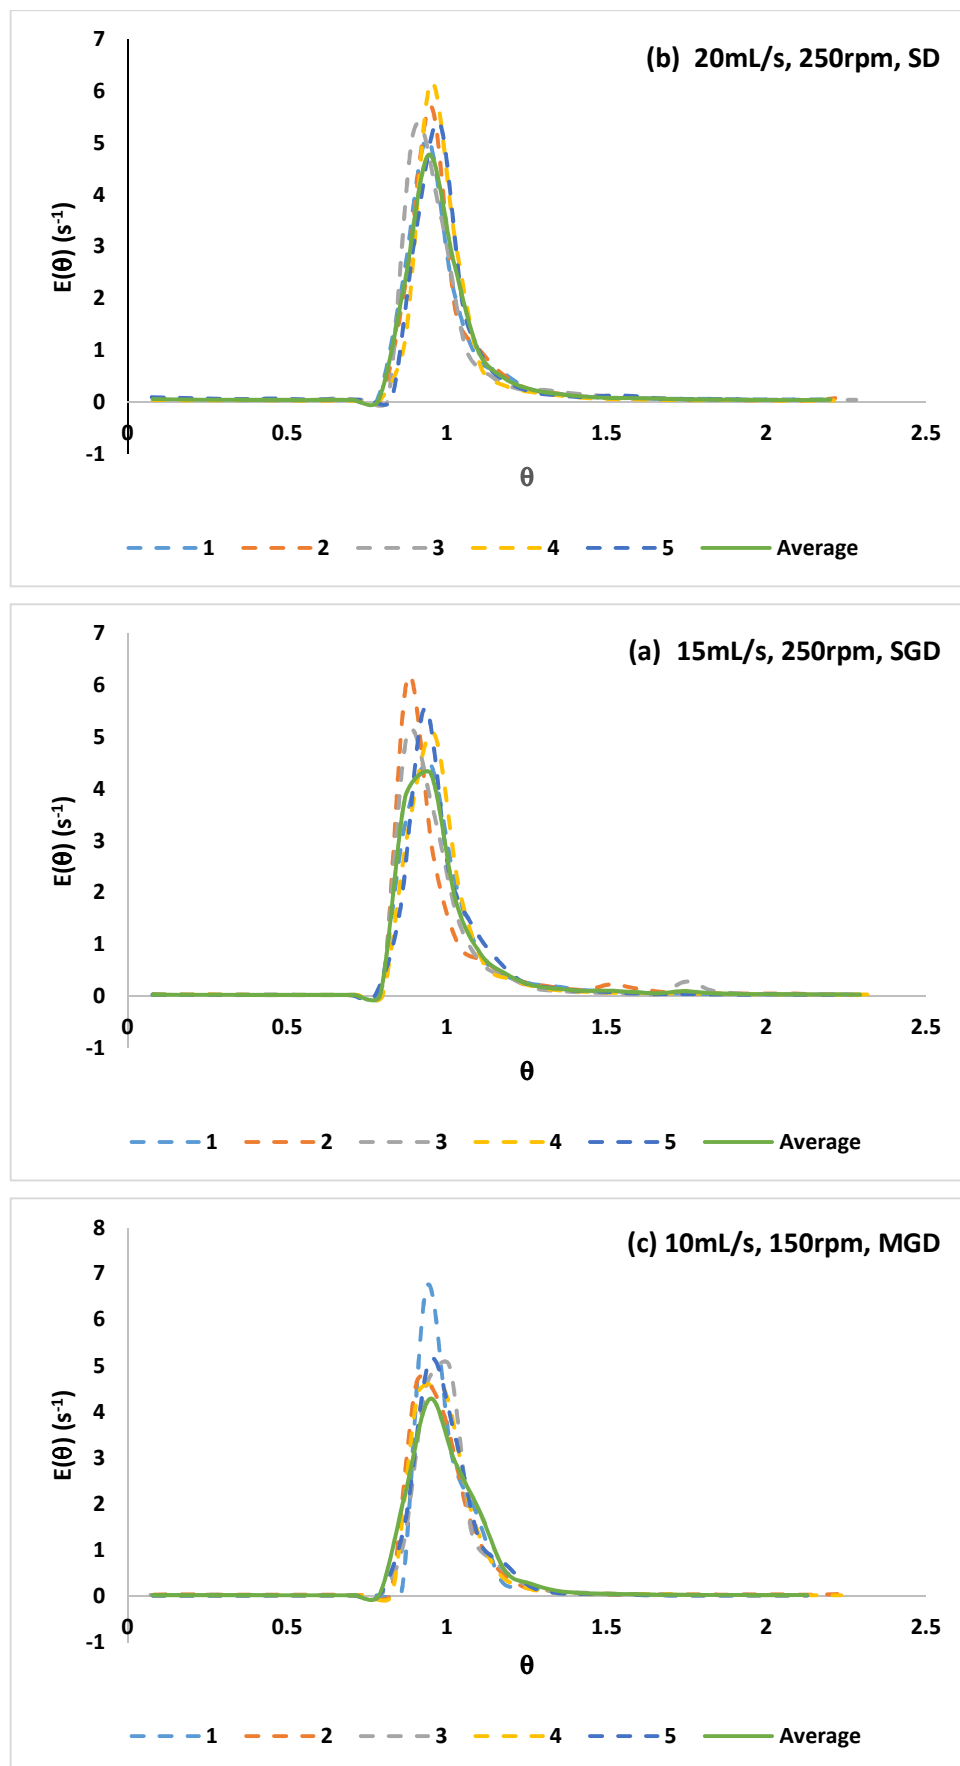 (b) 20mL/s, 250rpm, SD
E(θ) (s⁻¹)
7
6
5
4
3
2
1
0
-1
0 0.5 1 1.5 2 2.5
θ
1 2 3 4 5 Average
(a) 15mL/s, 250rpm, SGD
E(θ) (s⁻¹)
7
6
5
4
3
2
1
0
-1
0 0.5 1 1.5 2 2.5
θ
1 2 3 4 5 Average
(c) 10mL/s, 150rpm, MGD
E(θ) (s⁻¹)
8
7
6
5
4
3
2
1
0
-1
0 0.5 1 1.5 2 2.5
θ
1 2 3 4 5 Average